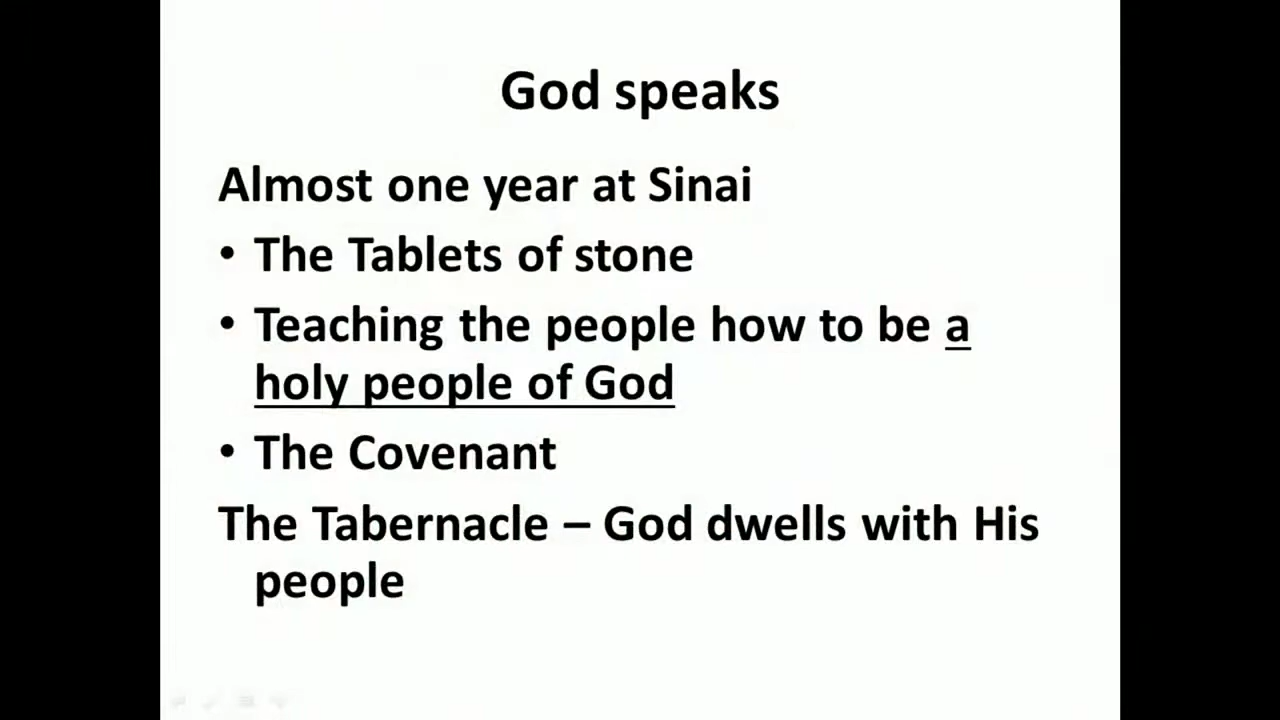 God speaks
Almost one year at Sinai
• The Tablets of stone
• Teaching the people how to be a
holy people of God
• The Covenant
The Tabernacle – God dwells with His
people